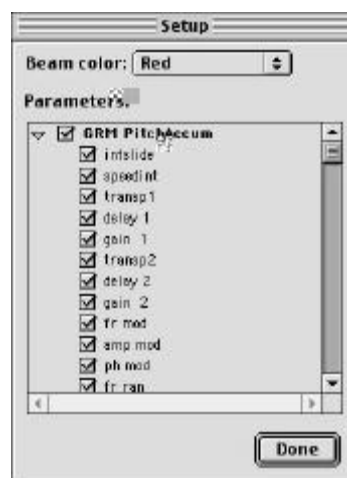 Setup
Beam color: Red
Parameters:
GRM PitchAccum
intslide
speedint
transp1
delay 1
gain 1
transp2
delay 2
gain 2
fr mod
amp mod
ph mod
fr ran
Done